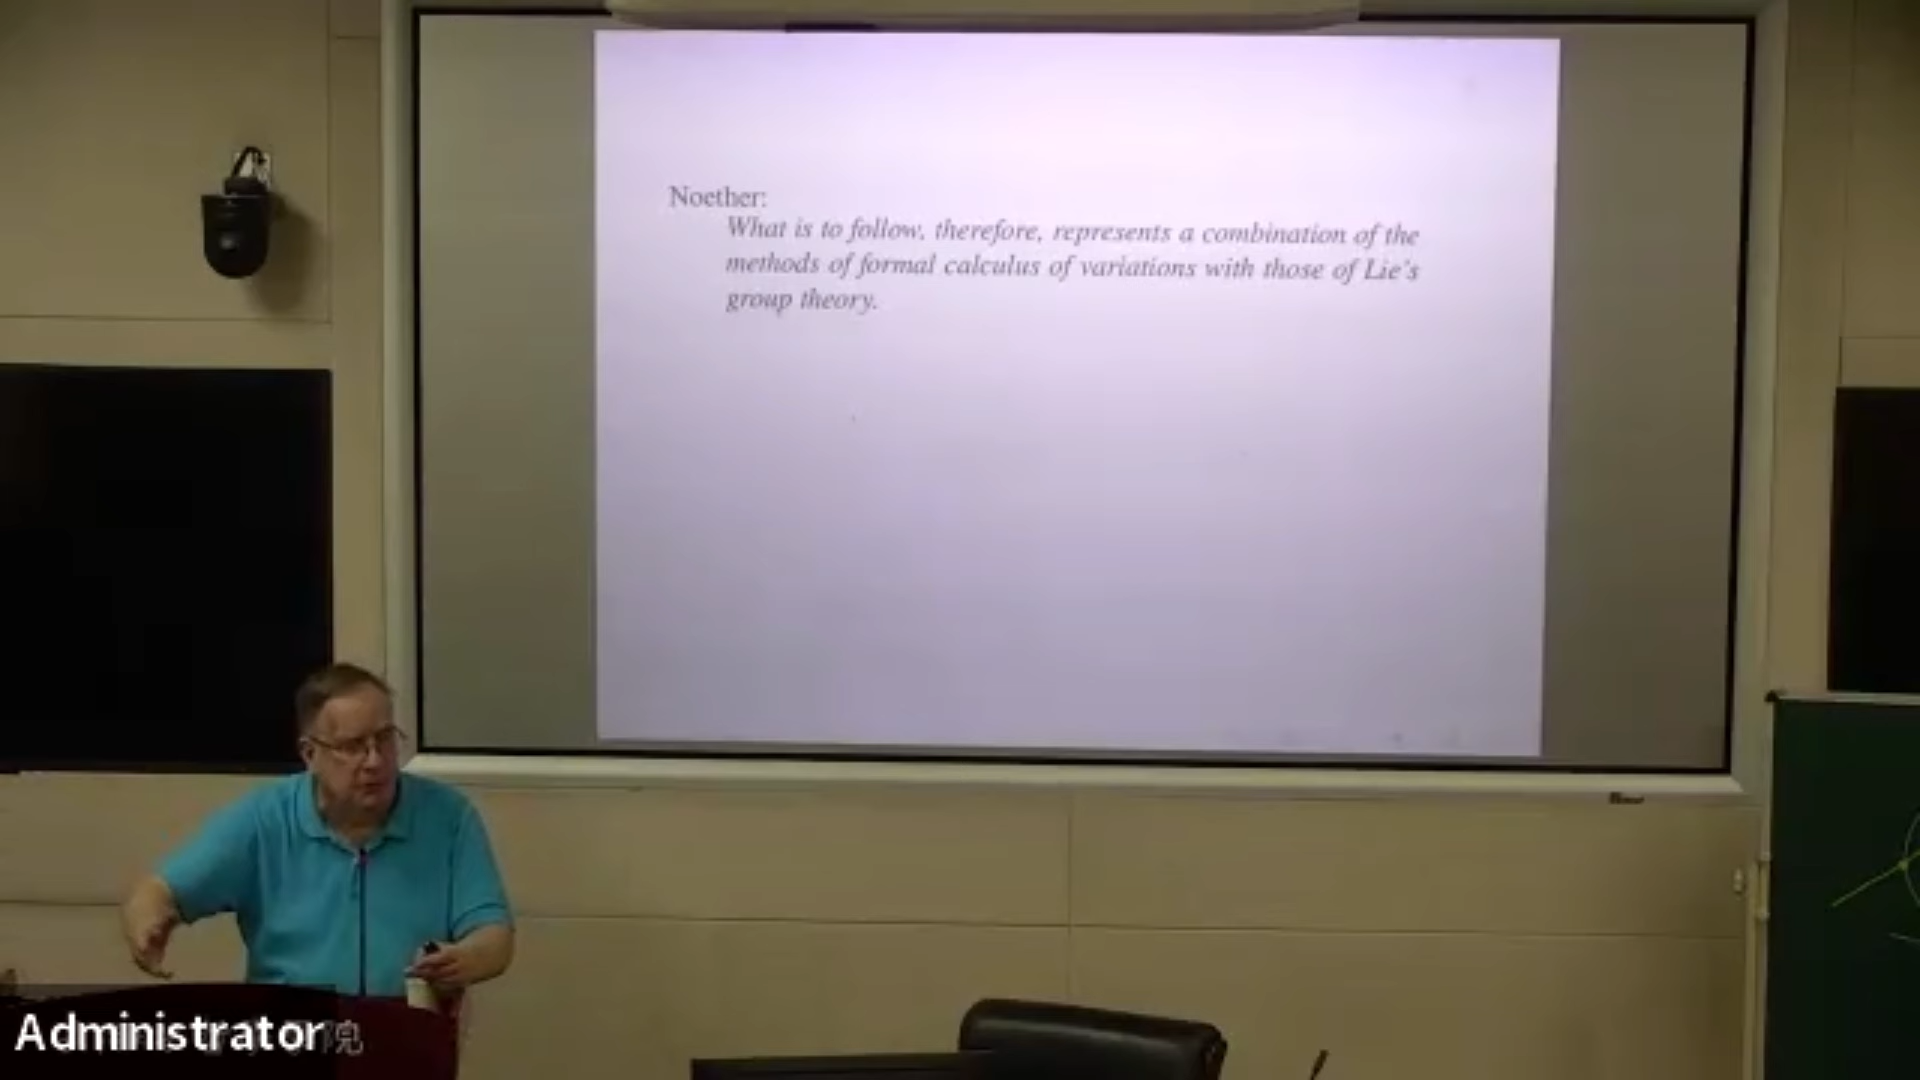 Noether:
What is to follow, therefore, represents a combination of the
methods of formal calculus of variations with those of Lie's
group theory.
Administrator